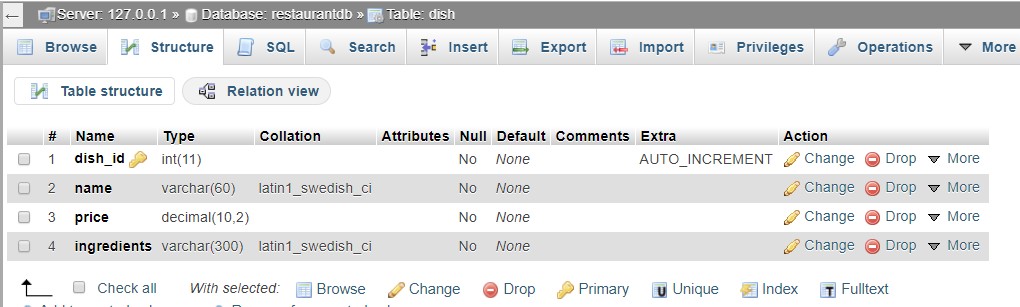 ← Server: 127.0.0.1 » Database: restaurantdb » Table: dish
Browse Structure SQL Search Insert Export Import Privileges Operations More
Table structure Relation view
# Name Type Collation Attributes Null Default Comments Extra Action
1 dish_id int(11) No None AUTO_INCREMENT Change Drop More
2 name varchar(60) latin1_swedish_ci No None Change Drop More
3 price decimal(10,2) No None Change Drop More
4 ingredients varchar(300) latin1_swedish_ci No None Change Drop More
Check all With selected: Browse Change Drop Primary Unique Index Fulltext